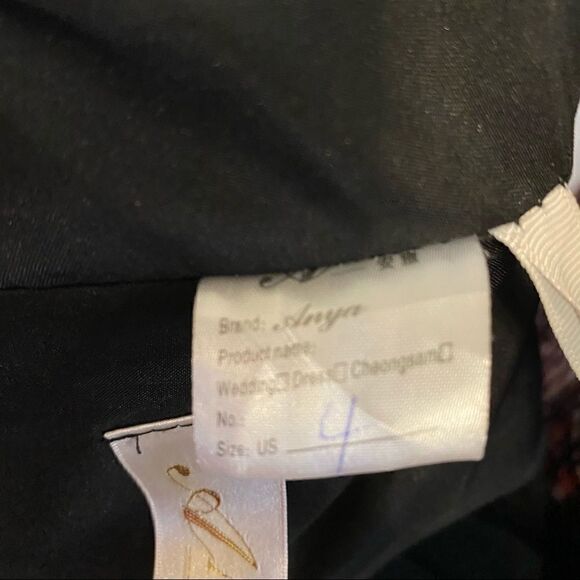 Brand: Anya
Product name:
Wedding□ Dress□ Cheongsam□
No.:
Size: US 4